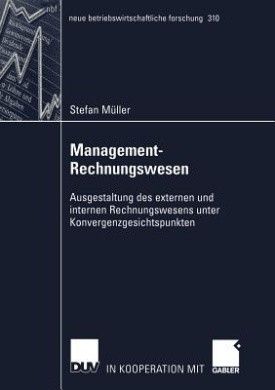 nbf
neue betriebswirtschaftliche forschung 310
Stefan Müller
Management-
Rechnungswesen
Ausgestaltung des externen und
internen Rechnungswesens unter
Konvergenzgesichtspunkten
DUV
IN KOOPERATION MIT
GABLER